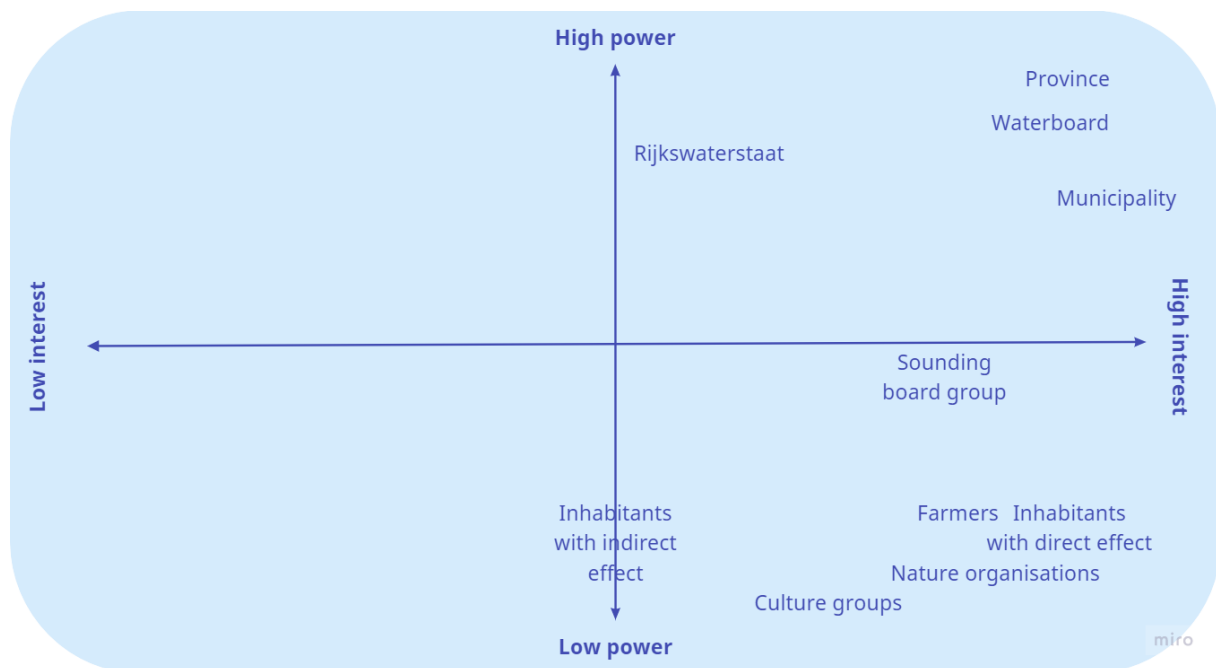 High power
Province
Waterboard
Rijkswaterstaat
Municipality
Low interest
High interest
Sounding
board group
Inhabitants
with indirect
effect
Farmers
Inhabitants
with direct effect
Nature organisations
Culture groups
Low power
miro